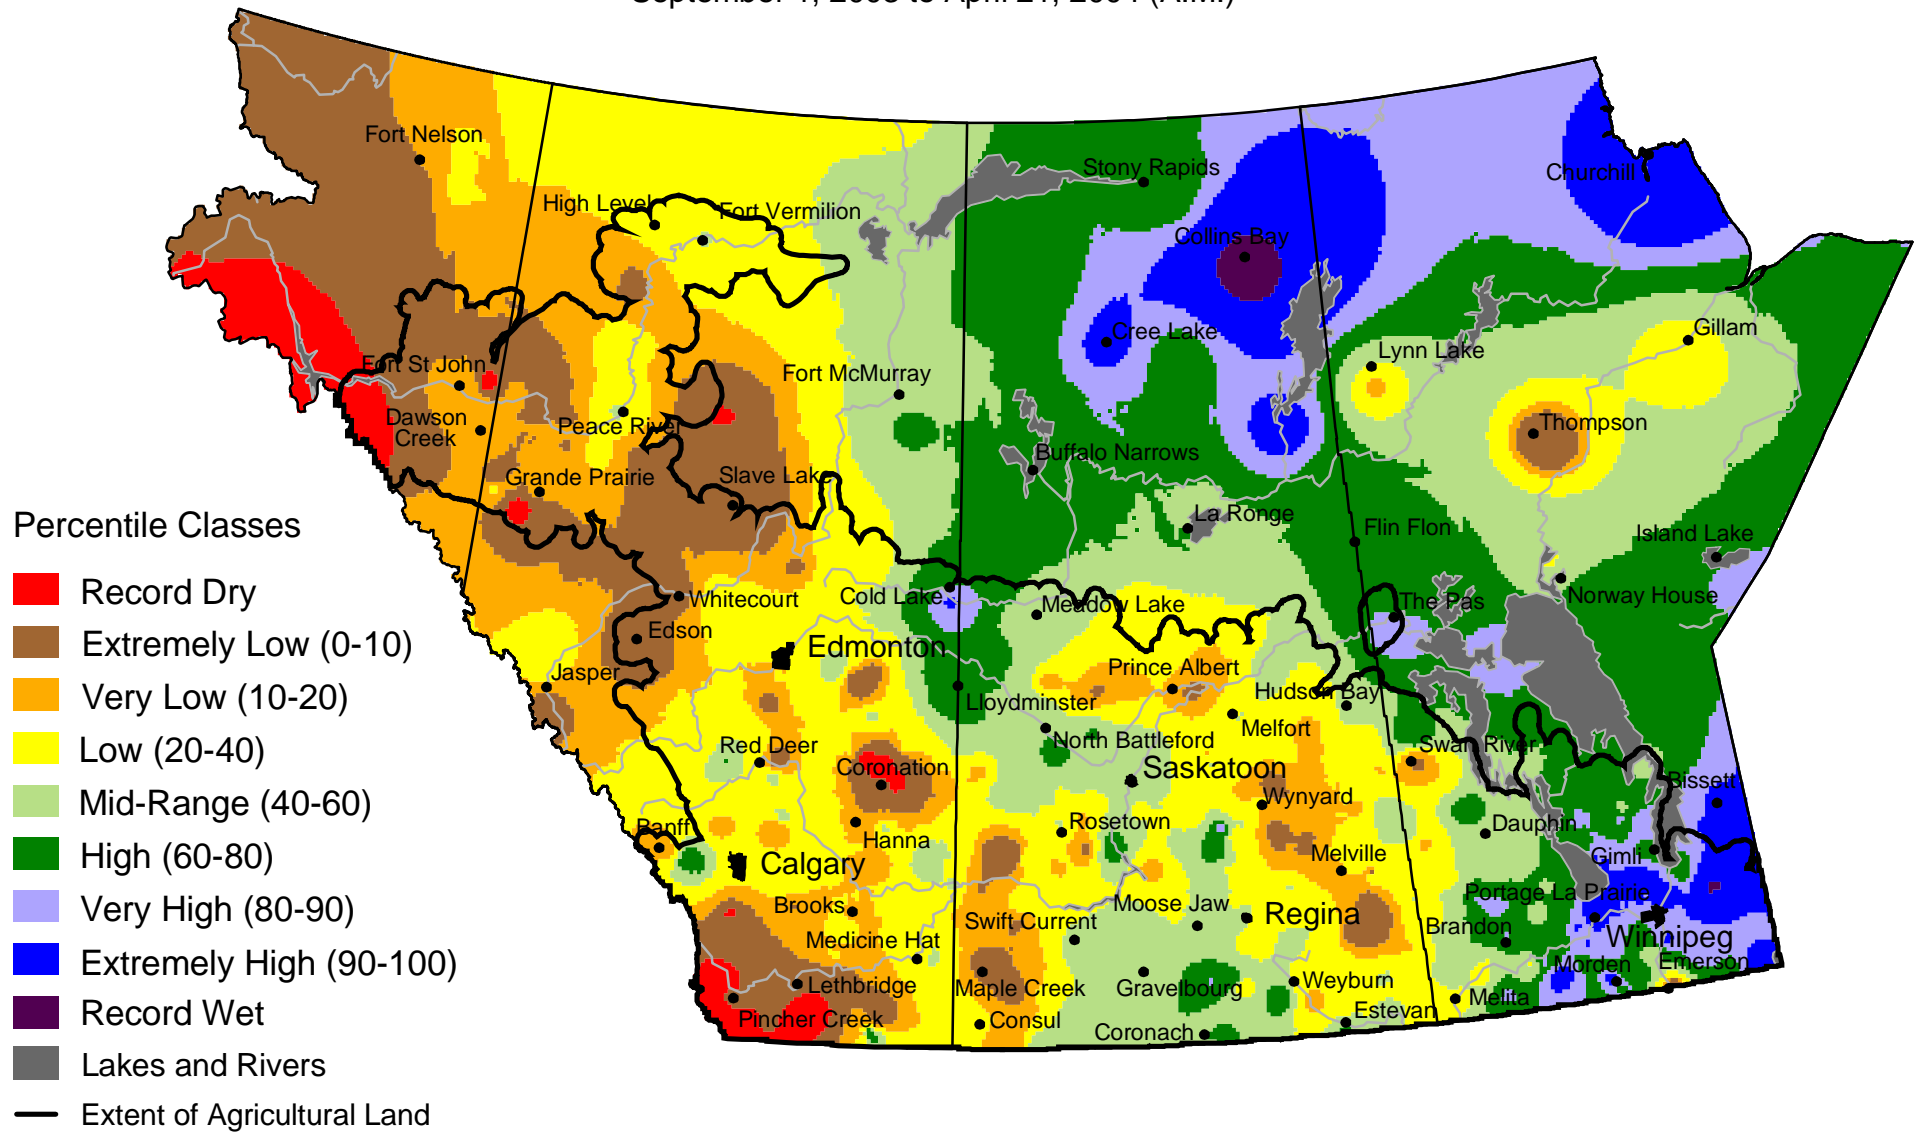 Fort Nelson
High Level
Fort Vermilion
Stony Rapids
Churchill
Collins Bay
Cree Lake
Gillam
Lynn Lake
Fort St John
Fort McMurray
Dawson
Creek
Peace River
Thompson
Buffalo Narrows
Grande Prairie
Slave Lake
La Ronge
Flin Flon
Island Lake
Whitecourt
Cold Lake
Meadow Lake
The Pas
Norway House
Edson
Edmonton
Jasper
Prince Albert
Hudson Bay
Lloydminster
Melfort
Red Deer
North Battleford
Swan River
Coronation
Saskatoon
Wynyard
Bissett
Banff
Hanna
Rosetown
Dauphin
Calgary
Melville
Gimli
Portage La Prairie
Brooks
Swift Current
Moose Jaw
Regina
Brandon
Medicine Hat
Winnipeg
Lethbridge
Maple Creek
Gravelbourg
Weyburn
Morden
Emerson
Melita
Pincher Creek
Consul
Coronach
Estevan
Percentile Classes
Record Dry
Extremely Low (0-10)
Very Low (10-20)
Low (20-40)
Mid-Range (40-60)
High (60-80)
Very High (80-90)
Extremely High (90-100)
Record Wet
Lakes and Rivers
Extent of Agricultural Land